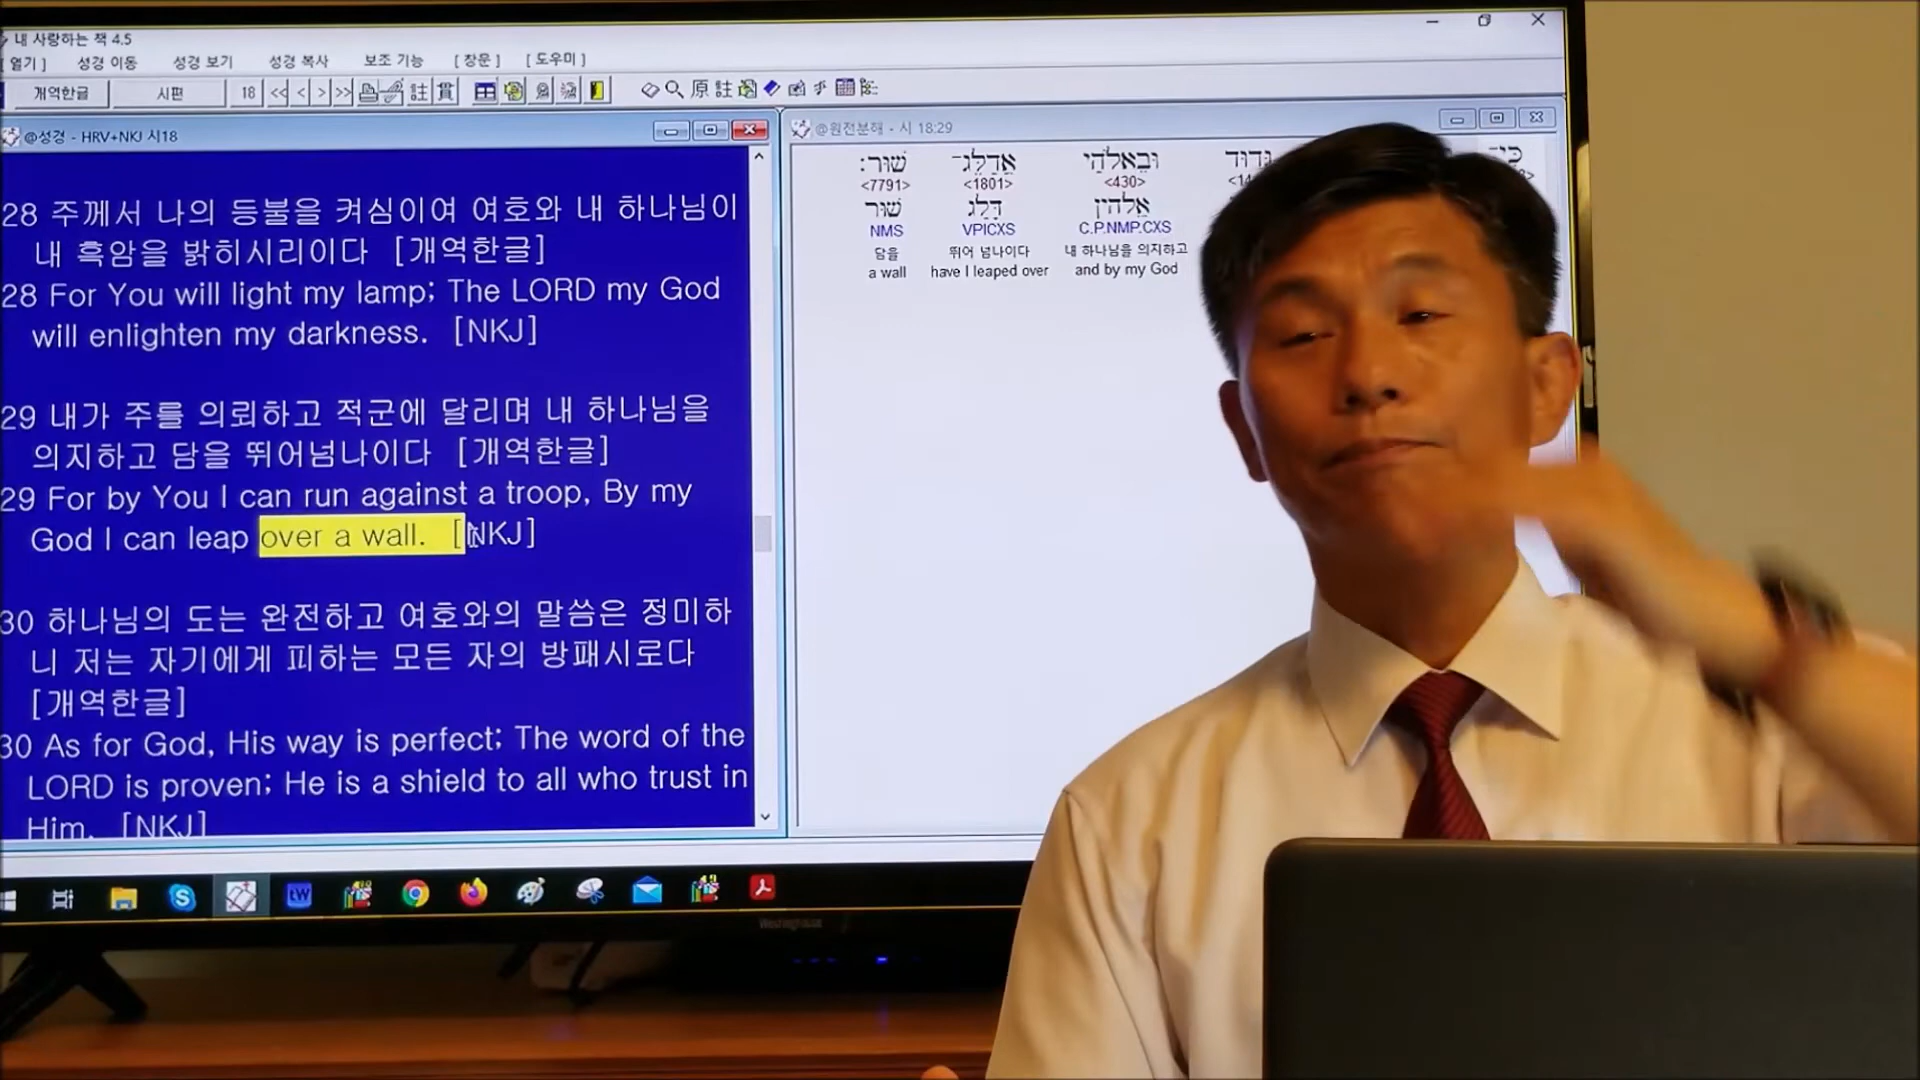 내 사랑하는 책 4.5
[ 열기 ] 성경 이동 성경 보기 성경 복사 보조 기능 [ 창문 ] [ 도우미 ]
개역한글 시편 18 << < > >> 註 貫 原 註
@성경 - HRV+NKJ 시18
28 주께서 나의 등불을 켜심이여 여호와 내 하나님이
내 흑암을 밝히시리이다 [개역한글]
28 For You will light my lamp; The LORD my God
will enlighten my darkness. [NKJ]
29 내가 주를 의뢰하고 적군에 달리며 내 하나님을
의지하고 담을 뛰어넘나이다 [개역한글]
29 For by You I can run against a troop, By my
God I can leap over a wall. [NKJ]
30 하나님의 도는 완전하고 여호와의 말씀은 정미하
니 저는 자기에게 피하는 모든 자의 방패시로다
[개역한글]
30 As for God, His way is perfect; The word of the
LORD is proven; He is a shield to all who trust in
Him. [NKJ]
@원전분해 - 시 18:29
כִּי־ גְּדוּד וּבֵאלֹהַי אֲדַלֶּג־ שׁוּר׃
<7791> <1801> <430>
אֱלֹהִין דָּלַג שׁוּר
NMS VPICXS C.P.NMP.CXS
담을 뛰어 넘나이다 내 하나님을 의지하고
a wall have I leaped over and by my God
tW
Westinghouse